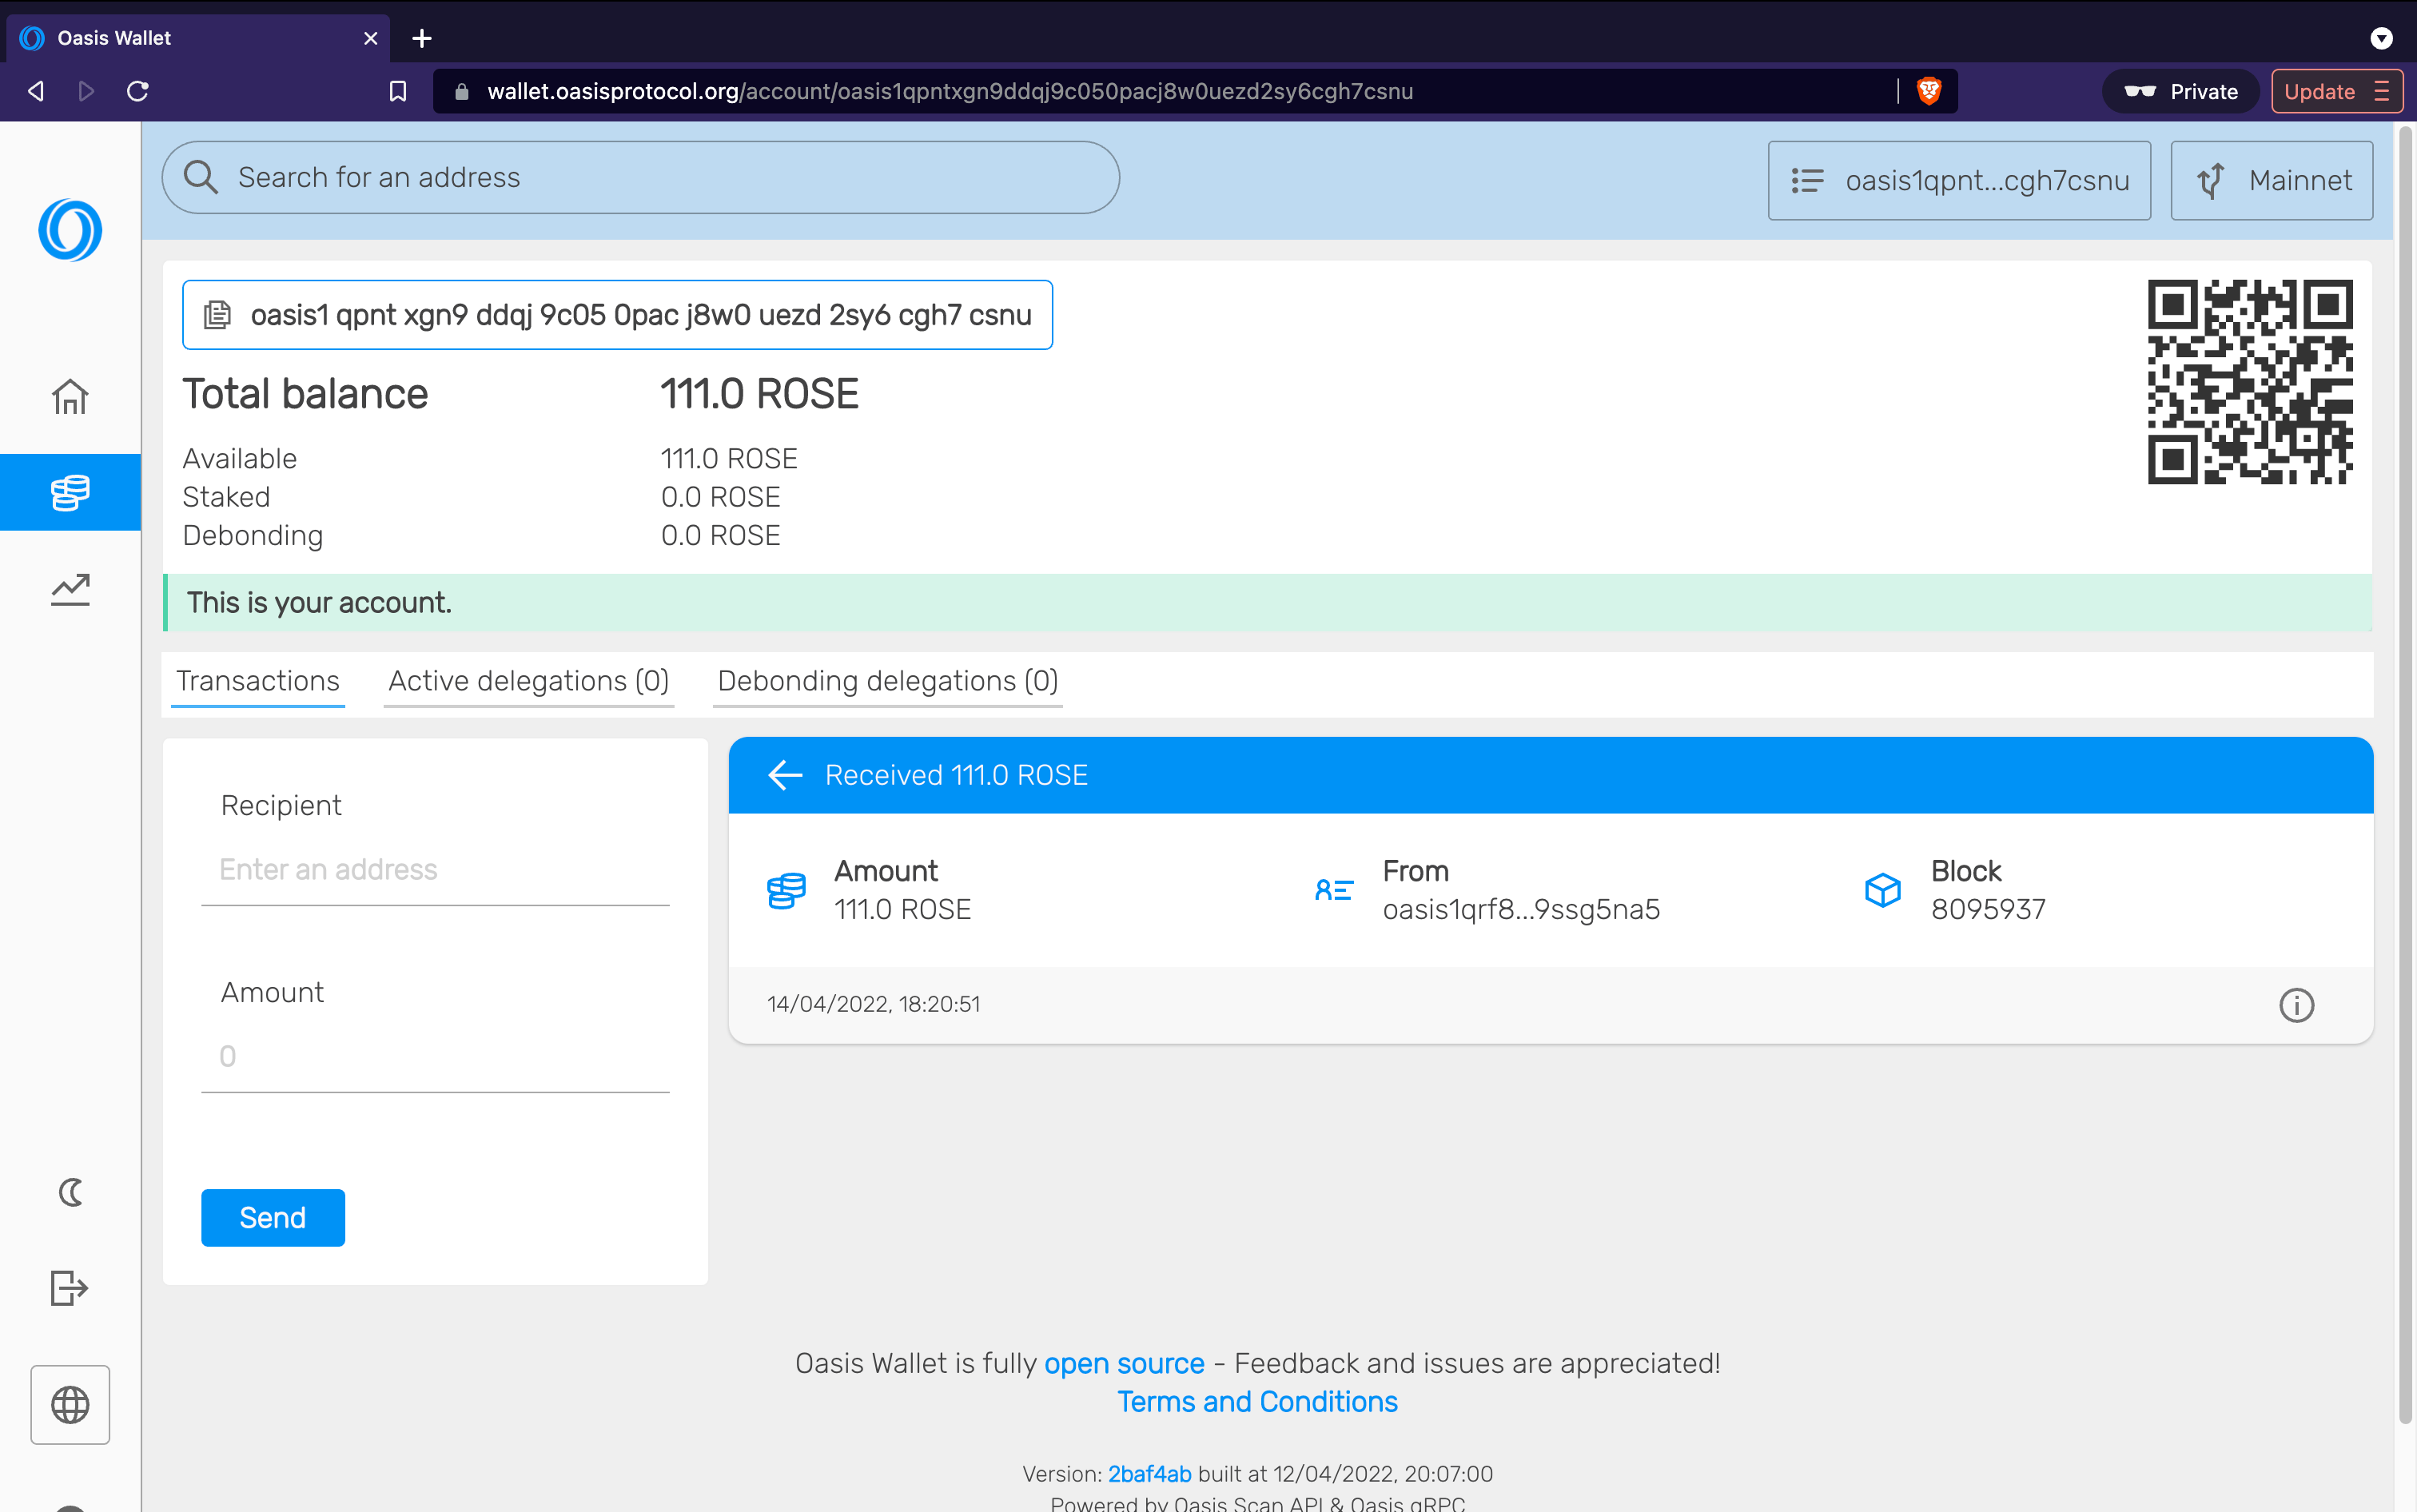 Oasis Wallet
wallet.oasisprotocol.org/account/oasis1qpntxgn9ddqj9c050pacj8w0uezd2sy6cgh7csnu
Private
Update
Search for an address
oasis1qpnt...cgh7csnu
Mainnet
oasis1 qpnt xgn9 ddqj 9c05 0pac j8w0 uezd 2sy6 cgh7 csnu
Total balance 111.0 ROSE
Available 111.0 ROSE
Staked 0.0 ROSE
Debonding 0.0 ROSE
This is your account.
Transactions Active delegations (0) Debonding delegations (0)
Recipient
Enter an address
Amount
0
Send
Received 111.0 ROSE
Amount
111.0 ROSE
From
oasis1qrf8...9ssg5na5
Block
8095937
14/04/2022, 18:20:51
Oasis Wallet is fully open source - Feedback and issues are appreciated!
Terms and Conditions
Version: 2baf4ab built at 12/04/2022, 20:07:00
Powered by Oasis Scan API & Oasis gRPC